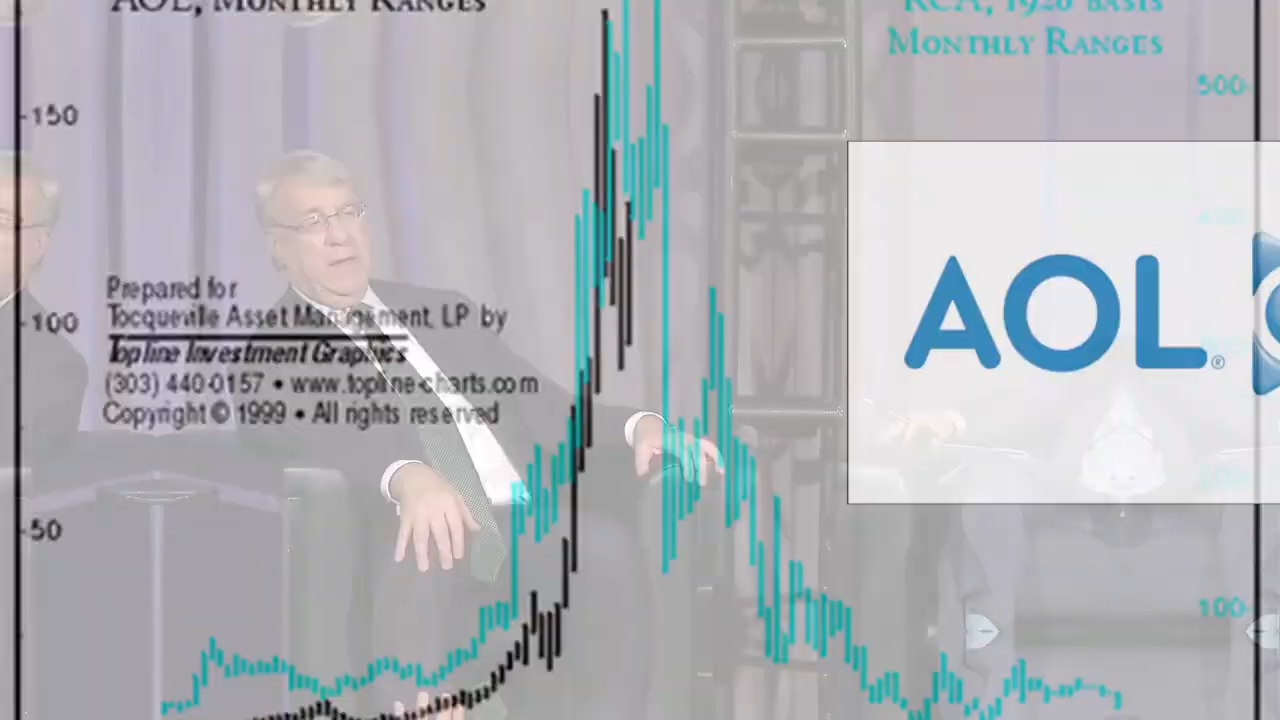 AOL, MONTHLY RANGES
RCA, 1920 BASIS
MONTHLY RANGES
500
150
AOL®
Prepared for
Tocqueville Asset Management, LP by
100
Topline Investment Graphics
(303) 440-0157 • www.topline-charts.com
Copyright © 1999 • All rights reserved
50
100